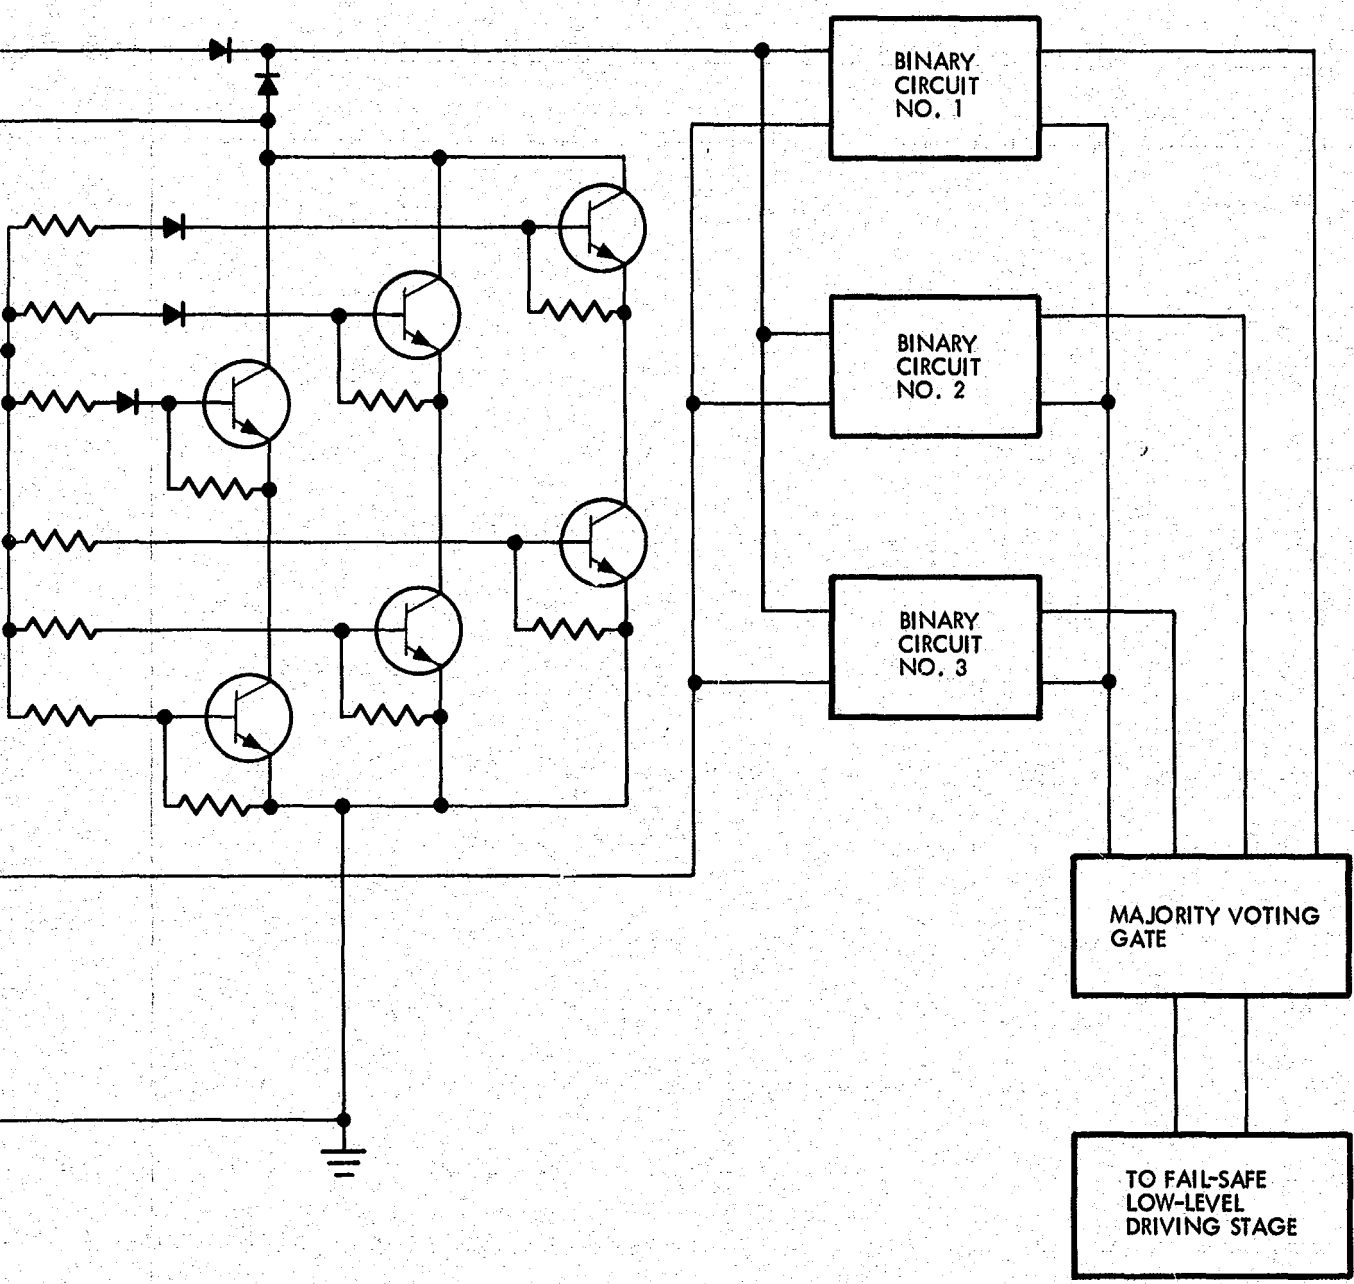 BINARY
CIRCUIT
NO. 1
BINARY
CIRCUIT
NO. 2
BINARY
CIRCUIT
NO. 3
MAJORITY VOTING
GATE
TO FAIL-SAFE
LOW-LEVEL
DRIVING STAGE